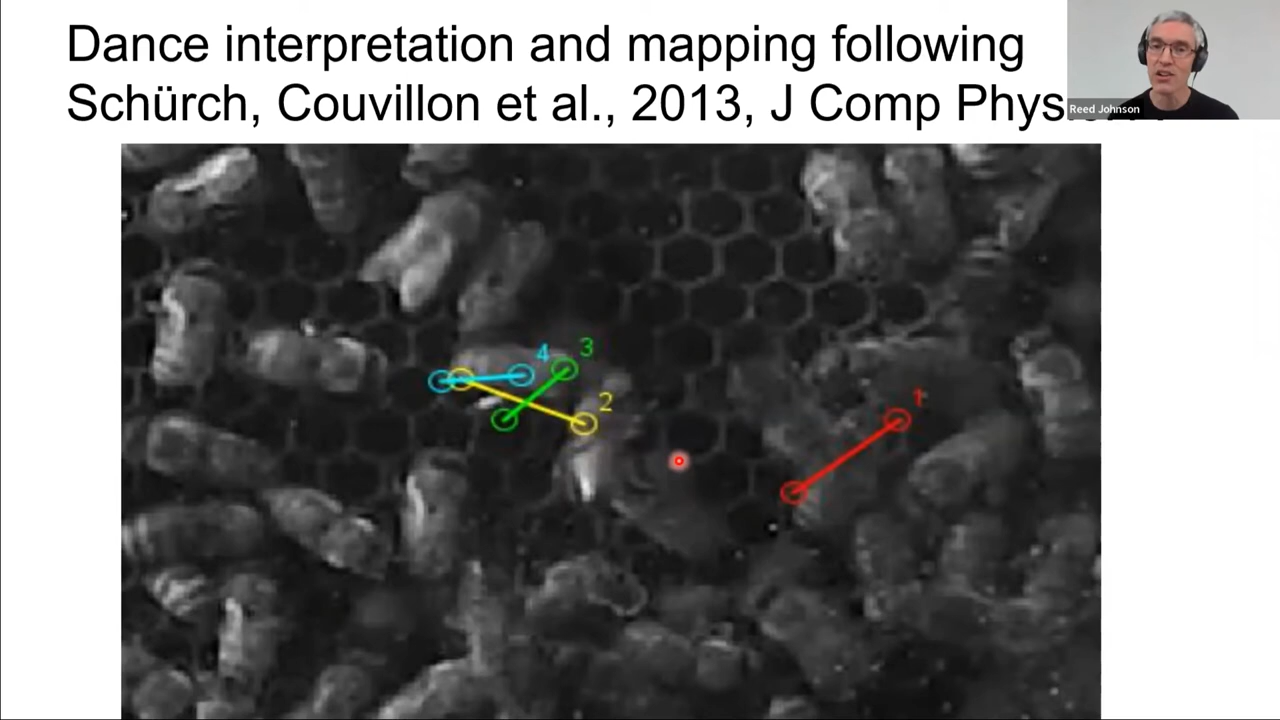 Dance interpretation and mapping following
Schürch, Couvillon et al., 2013, J Comp
Reed Johnson
3
4
2
1